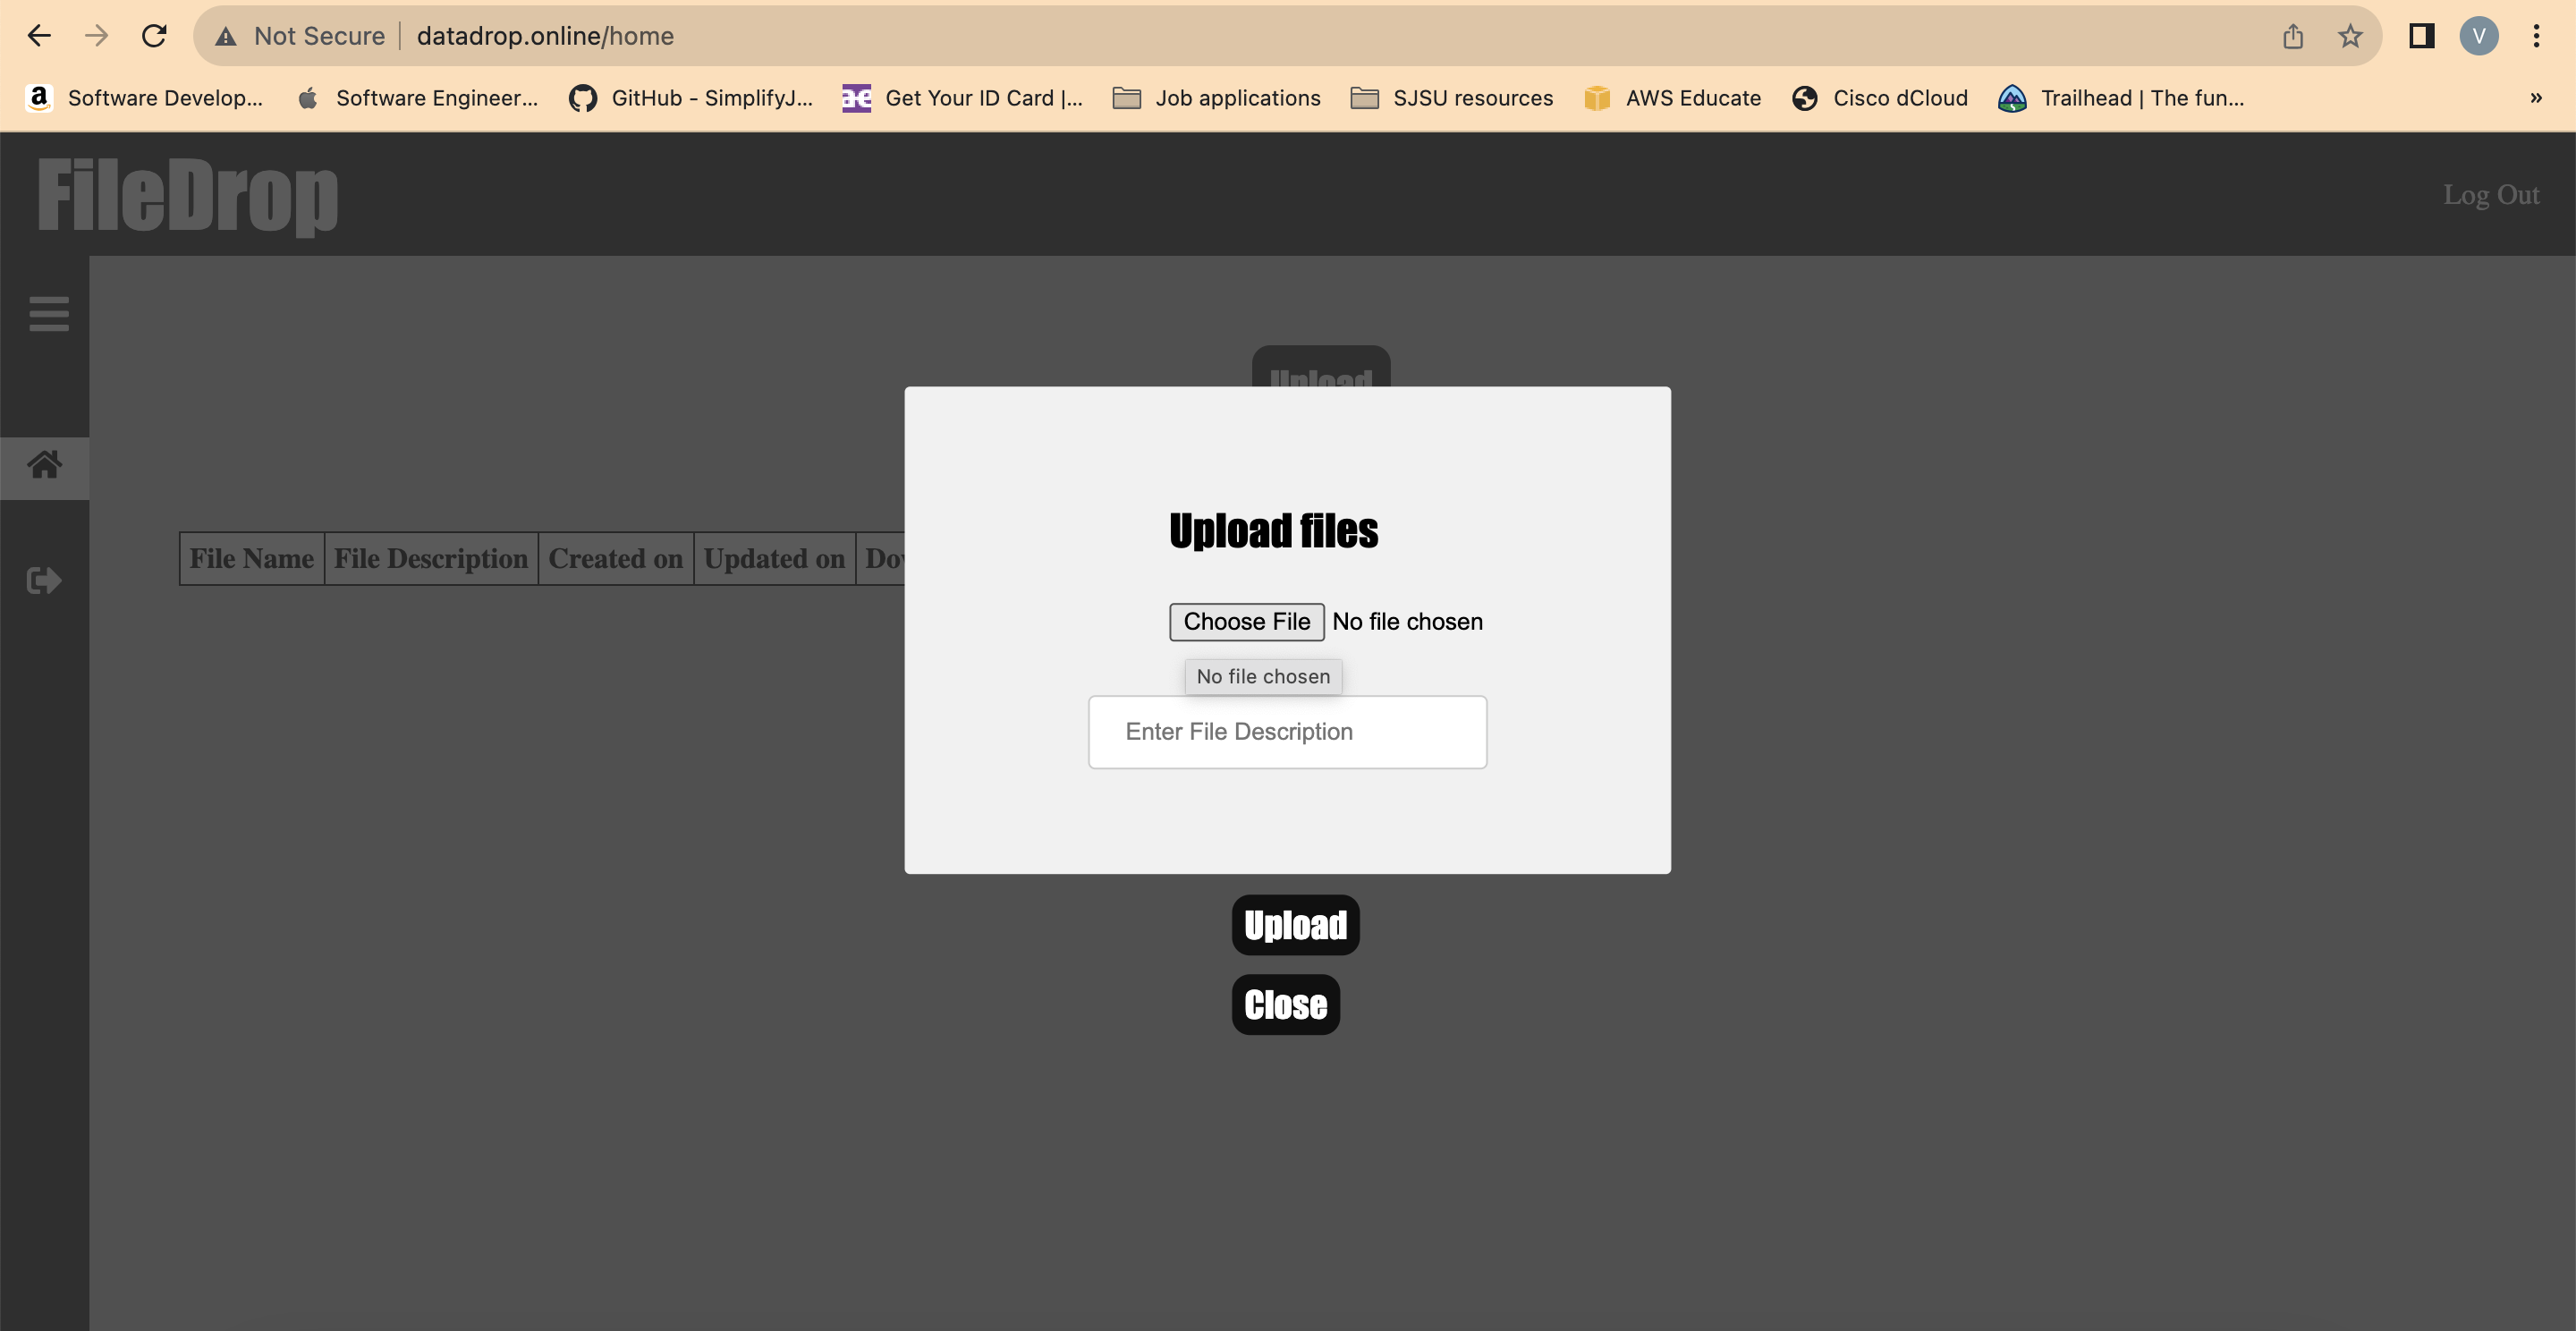 Not Secure datadrop.online/home V
a Software Develop... Software Engineer... GitHub - SimplifyJ... æ Get Your ID Card |... Job applications SJSU resources AWS Educate Cisco dCloud Trailhead | The fun... »
FileDrop Log Out
Upload
Upload files
File Name File Description Created on Updated on Do
Choose File No file chosen
No file chosen
Enter File Description
Upload
Close